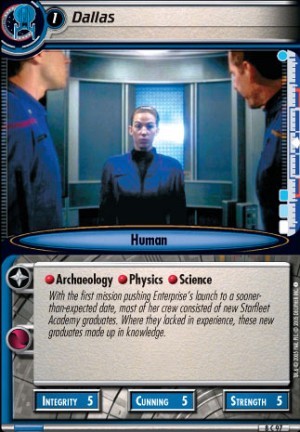 1 Dallas
Human
Archaeology Physics Science
With the first mission pushing Enterprise's launch to a sooner-
than-expected date, most of her crew consisted of new Starfleet
Academy graduates. Where they lacked in experience, these new
graduates made up in knowledge.
INTEGRITY 5 CUNNING 5 STRENGTH 5